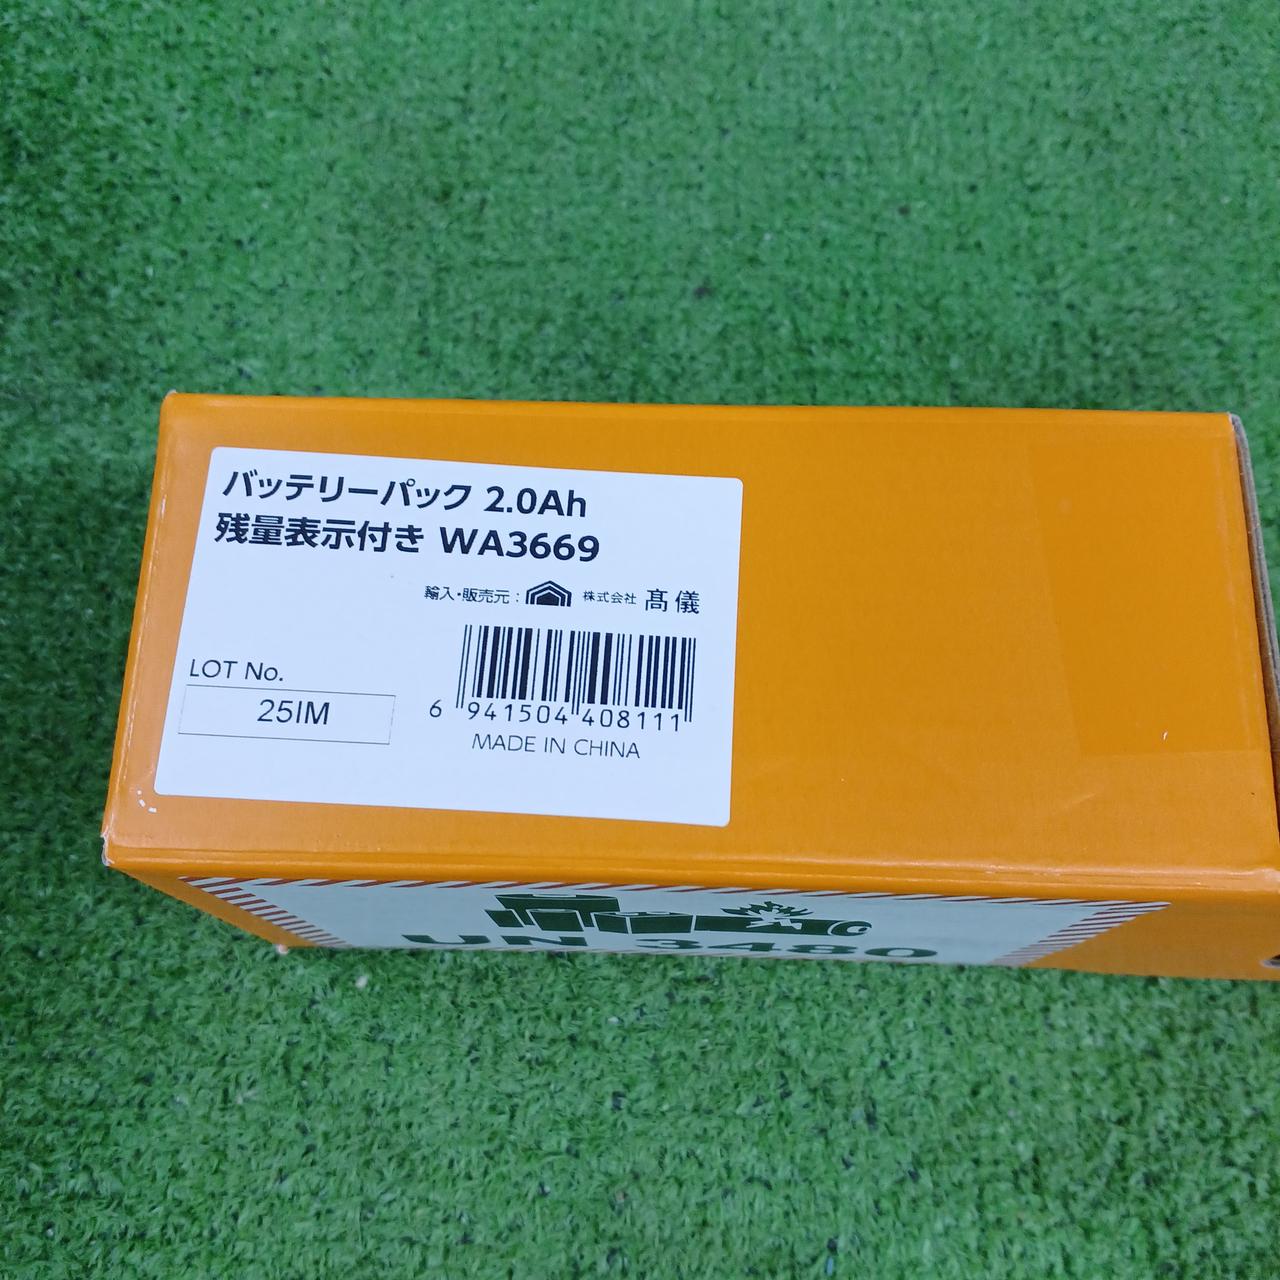 バッテリーパック 2.0Ah
残量表示付き WA3669
輸入・販売元：株式会社 髙儀
LOT No.
25IM
6 941504 408111
MADE IN CHINA
UN 3480